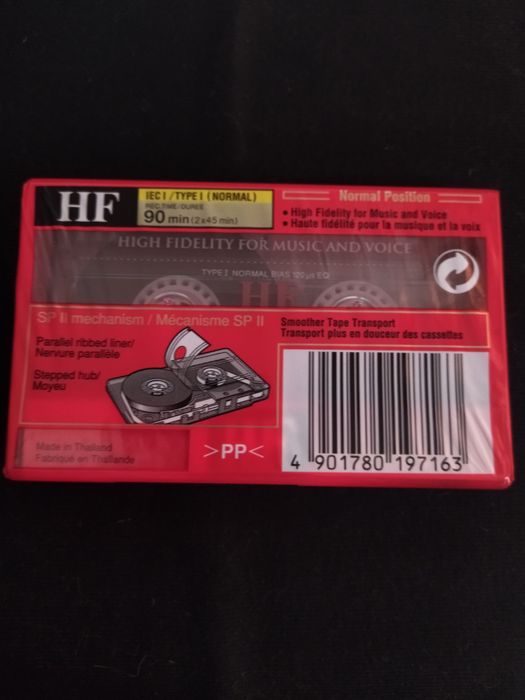 HF
IEC I / TYPE I (NORMAL)
REC.TIME/DURÉE
90 min (2x45 min)
Normal Position
• High Fidelity for Music and Voice
• Haute fidélité pour la musique et la voix
HIGH FIDELITY FOR MUSIC AND VOICE
TYPE I NORMAL BIAS 120 µs EQ
HF
SP II mechanism / Mécanisme SP II
Parallel ribbed liner/
Nervure parallèle
Stepped hub/
Moyeu
Smoother Tape Transport
Transport plus en douceur des cassettes
Made in Thailand
Fabriqué en Thaïlande
>PP<
4 901780 197163